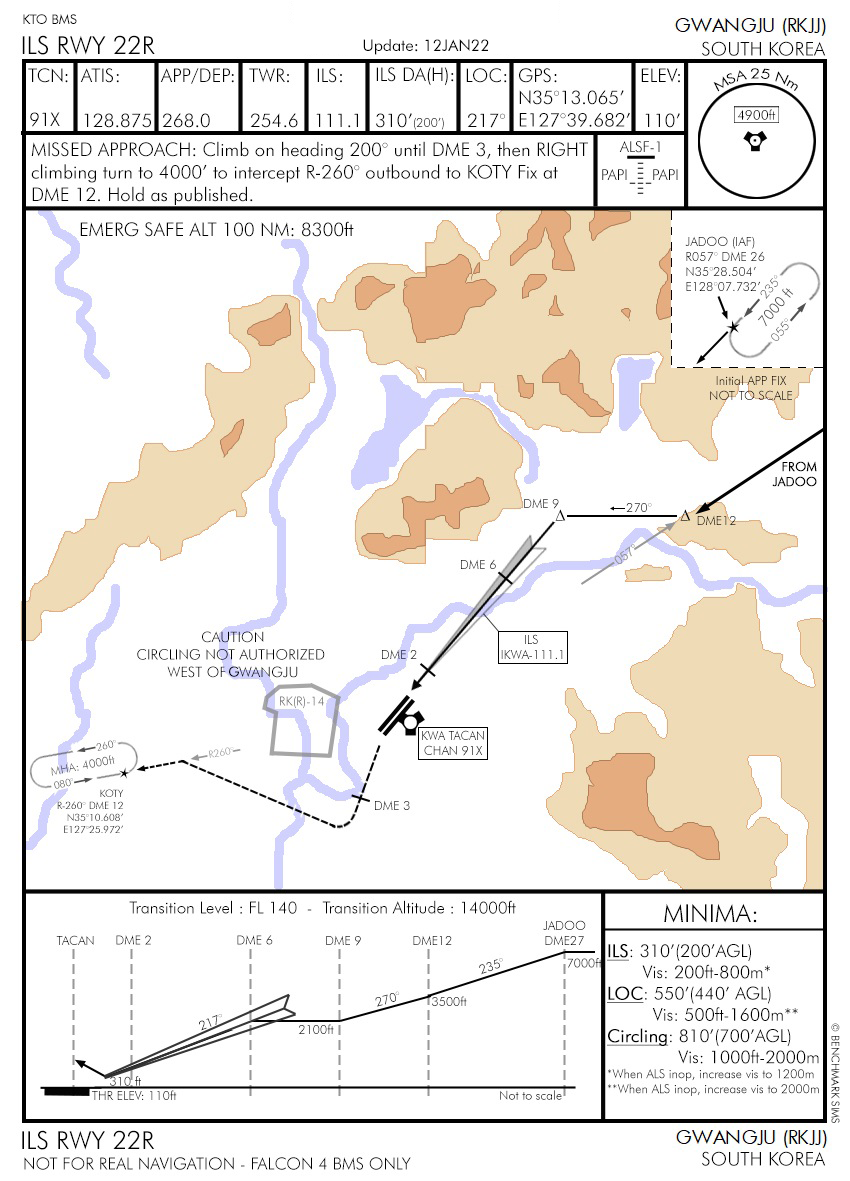 KTO BMS
ILS RWY 22R
Update: 12JAN22
GWANGJU (RKJJ)
SOUTH KOREA
TCN:
91X
ATIS:
128.875
APP/DEP:
268.0
TWR:
254.6
ILS:
111.1
ILS DA(H):
310'(200')
LOC:
217°
GPS:
N35°13.065'
E127°39.682'
ELEV:
110'
MSA 25 Nm
4900ft
MISSED APPROACH: Climb on heading 200° until DME 3, then RIGHT
climbing turn to 4000' to intercept R-260° outbound to KOTY Fix at
DME 12. Hold as published.
ALSF-1
PAPI
PAPI
EMERG SAFE ALT 100 NM: 8300ft
JADOO (IAF)
R057° DME 26
N35°28.504'
E128°07.732'
235°
7000 ft
055°
Initial APP FIX
NOT TO SCALE
FROM
JADOO
DME 9
270°
DME12
057°
DME 6
ILS
IKWA-111.1
CAUTION
CIRCLING NOT AUTHORIZED
WEST OF GWANGJU
DME 2
RK(R)-14
KWA TACAN
CHAN 91X
260°
MHA: 4000ft
080°
R260°
KOTY
R-260° DME 12
N35°10.608'
E127°25.972'
DME 3
Transition Level : FL 140 - Transition Altitude : 14000ft
TACAN
DME 2
DME 6
DME 9
DME12
JADOO
DME27
7000ft
235°
270°
3500ft
217°
2100ft
310 ft
THR ELEV: 110ft
Not to scale
MINIMA:
ILS: 310'(200'AGL)
Vis: 200ft-800m*
LOC: 550'(440' AGL)
Vis: 500ft-1600m**
Circling: 810'(700'AGL)
Vis: 1000ft-2000m
*When ALS inop, increase vis to 1200m
**When ALS inop, increase vis to 2000m
© BENCHMARK SIMS
ILS RWY 22R
NOT FOR REAL NAVIGATION - FALCON 4 BMS ONLY
GWANGJU (RKJJ)
SOUTH KOREA